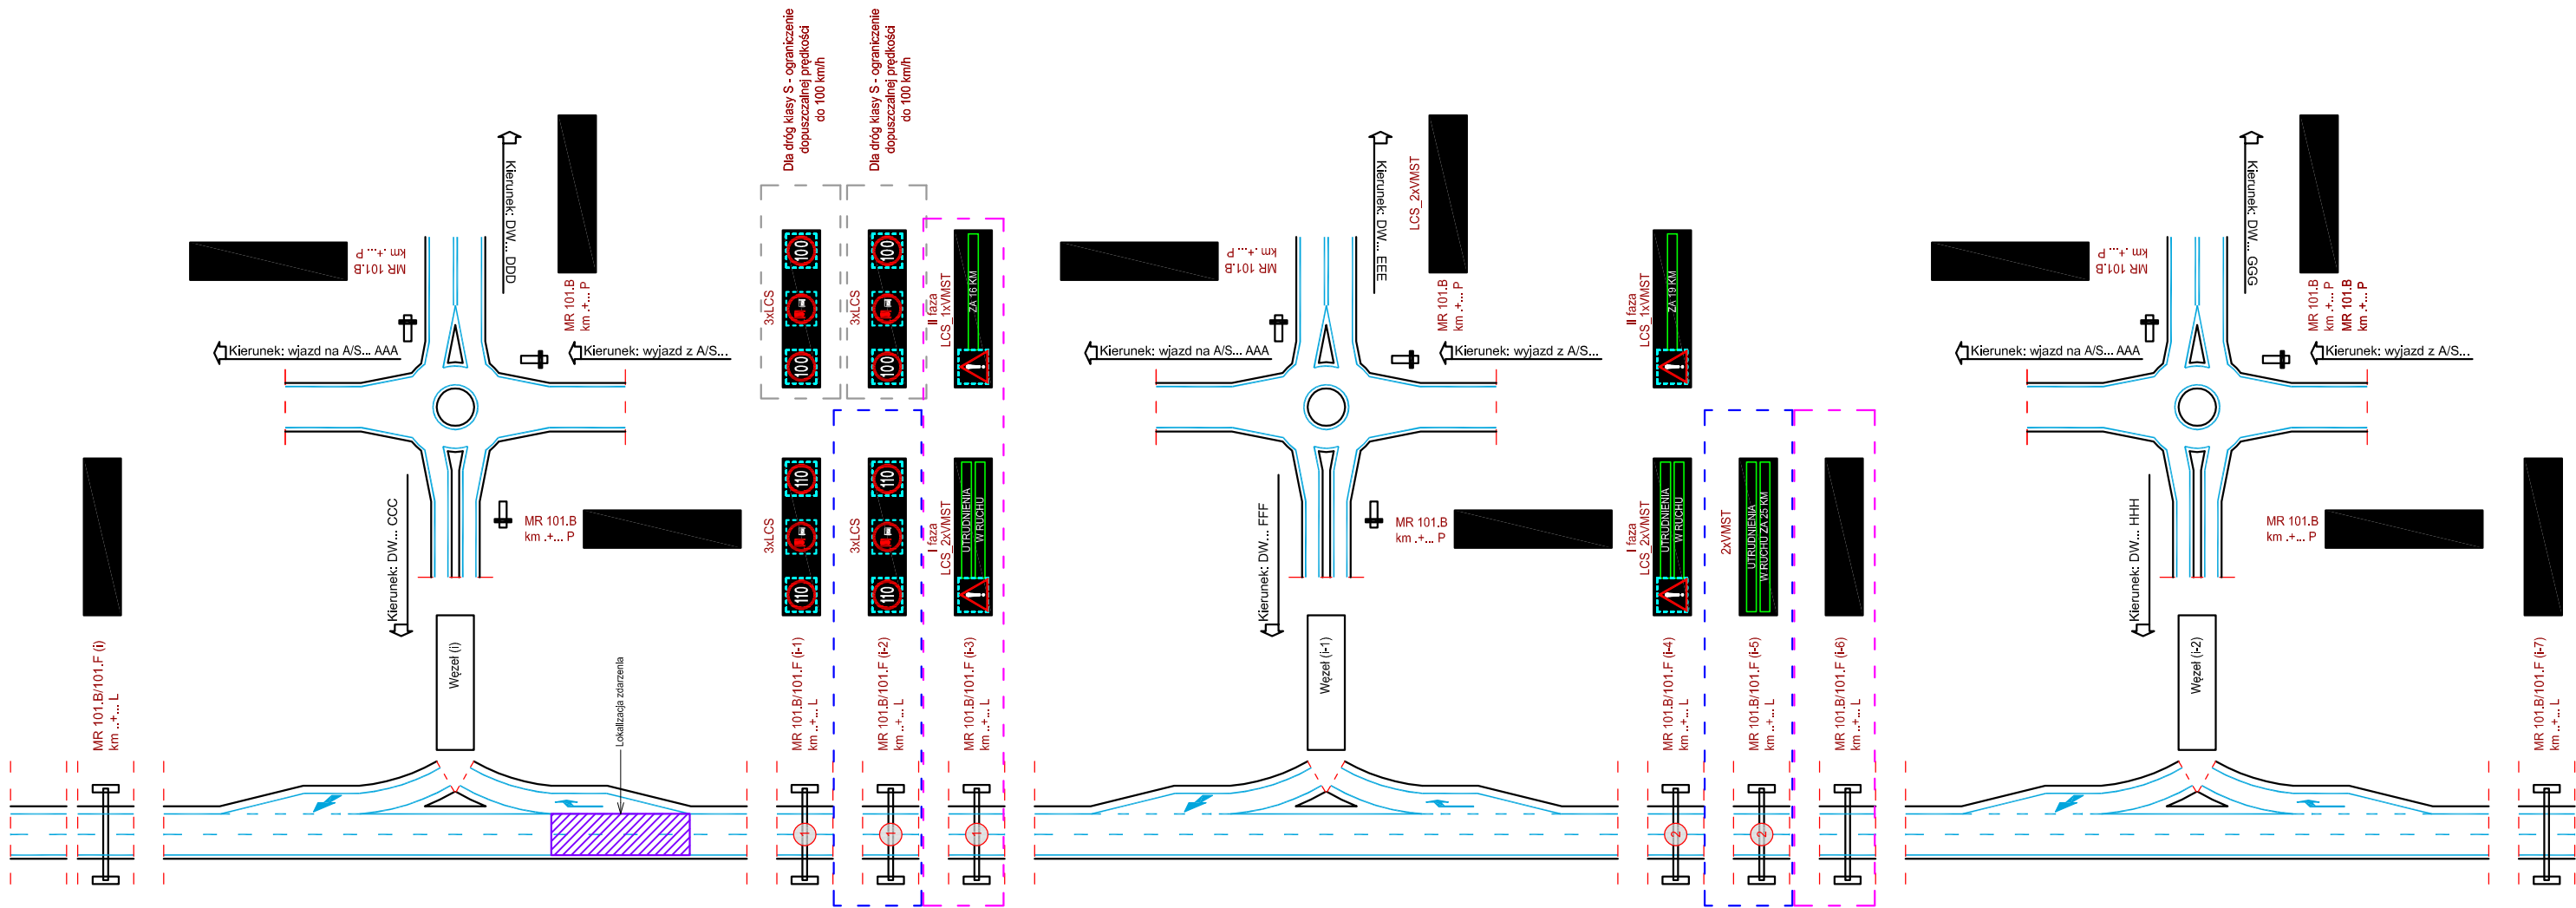 Dla dróg klasy S - ograniczenie
dopuszczalnej prędkości
do 100 km/h
Dla dróg klasy S - ograniczenie
dopuszczalnej prędkości
do 100 km/h
Kierunek: DW... DDD
MR 101.B
km .+... P
MR 101.B
km .+... P
Kierunek: wjazd na A/S... AAA
Kierunek: wyjazd z A/S...
Kierunek: DW... CCC
MR 101.B
km .+... P
Węzeł (i)
MR 101.B/101.F (i)
km ..+... L
Lokalizacja zdarzenia
3xLCS
100
100
3xLCS
100
100
II faza
LCS_1xVMST
ZA 16 KM
3xLCS
110
110
3xLCS
110
110
I faza
LCS_2xVMST
UTRUDNIENIA
W RUCHU
MR 101.B/101.F (i-1)
km ..+... L
MR 101.B/101.F (i-2)
km ..+... L
MR 101.B/101.F (i-3)
km ..+... L
1
1
1
Kierunek: DW... EEE
LCS_2xVMST
MR 101.B
km .+... P
MR 101.B
km .+... P
Kierunek: wjazd na A/S... AAA
Kierunek: wyjazd z A/S...
Kierunek: DW... FFF
MR 101.B
km .+... P
Węzeł (i-1)
II faza
LCS_1xVMST
ZA 19 KM
I faza
LCS_2xVMST
UTRUDNIENIA
W RUCHU
2xVMST
UTRUDNIENIA
W RUCHU ZA 25 KM
MR 101.B/101.F (i-4)
km ..+... L
MR 101.B/101.F (i-5)
km ..+... L
MR 101.B/101.F (i-6)
km ..+... L
2
2
Kierunek: DW... GGG
MR 101.B
km .+... P
MR 101.B
km .+... P
MR 101.B
km .+... P
Kierunek: wjazd na A/S... AAA
Kierunek: wyjazd z A/S...
Kierunek: DW... HHH
MR 101.B
km .+... P
Węzeł (i-2)
MR 101.B/101.F (i-7)
km ..+... L